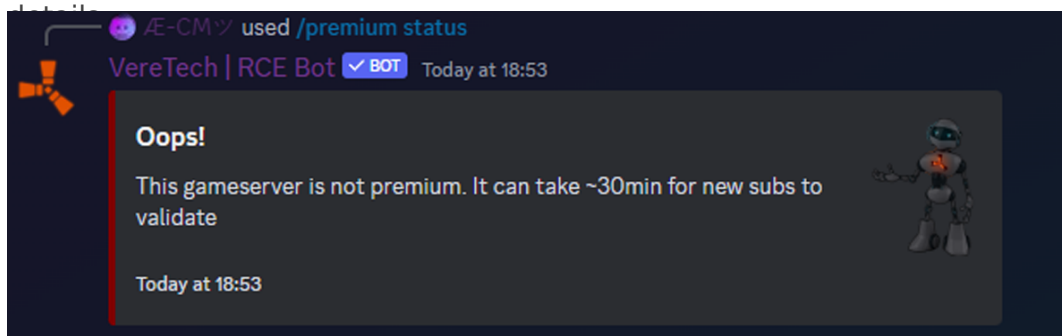 details
Æ-CMツ used /premium status
VereTech | RCE Bot ✓ BOT Today at 18:53
Oops!
This gameserver is not premium. It can take ~30min for new subs to
validate
Today at 18:53